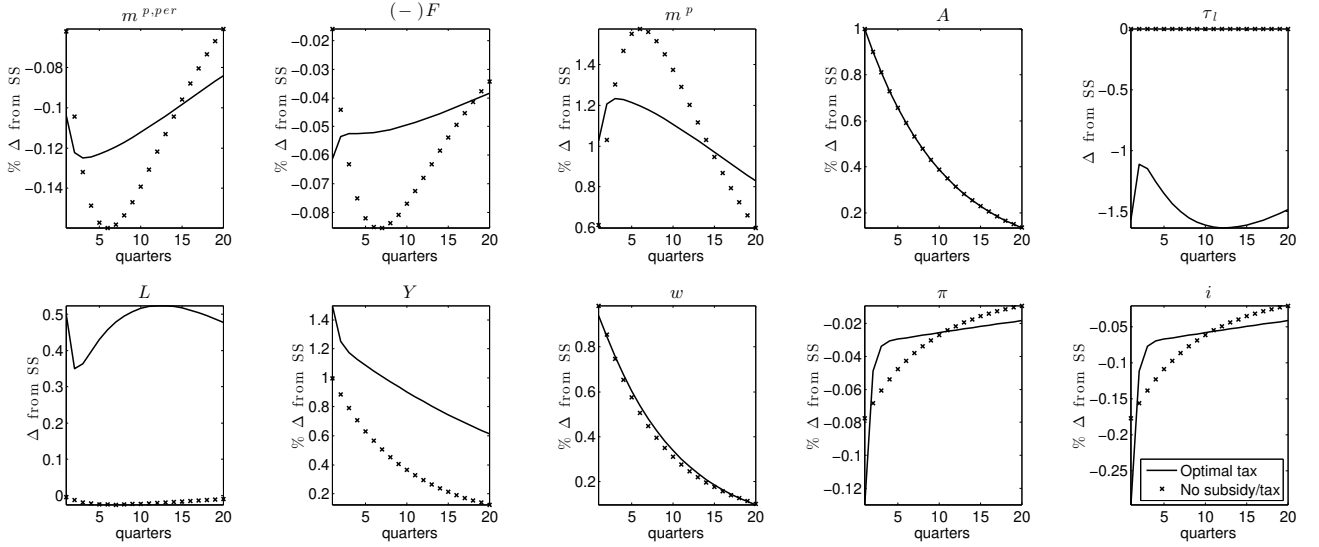 m^{p,per}
% Δ from SS
−0.08
−0.1
−0.12
−0.14
5 10 15 20
quarters
(−)F
% Δ from SS
−0.02
−0.03
−0.04
−0.05
−0.06
−0.07
−0.08
5 10 15 20
quarters
m^p
% Δ from SS
1.4
1.2
1
0.8
0.6
5 10 15 20
quarters
A
% Δ from SS
1
0.8
0.6
0.4
0.2
5 10 15 20
quarters
τ_l
Δ from SS
0
−0.5
−1
−1.5
5 10 15 20
quarters
L
Δ from SS
0.5
0.4
0.3
0.2
0.1
0
5 10 15 20
quarters
Y
% Δ from SS
1.4
1.2
1
0.8
0.6
0.4
0.2
5 10 15 20
quarters
w
% Δ from SS
0.8
0.6
0.4
0.2
5 10 15 20
quarters
π
% Δ from SS
−0.02
−0.04
−0.06
−0.08
−0.1
−0.12
5 10 15 20
quarters
i
% Δ from SS
−0.05
−0.1
−0.15
−0.2
−0.25
Optimal tax
No subsidy/tax
5 10 15 20
quarters